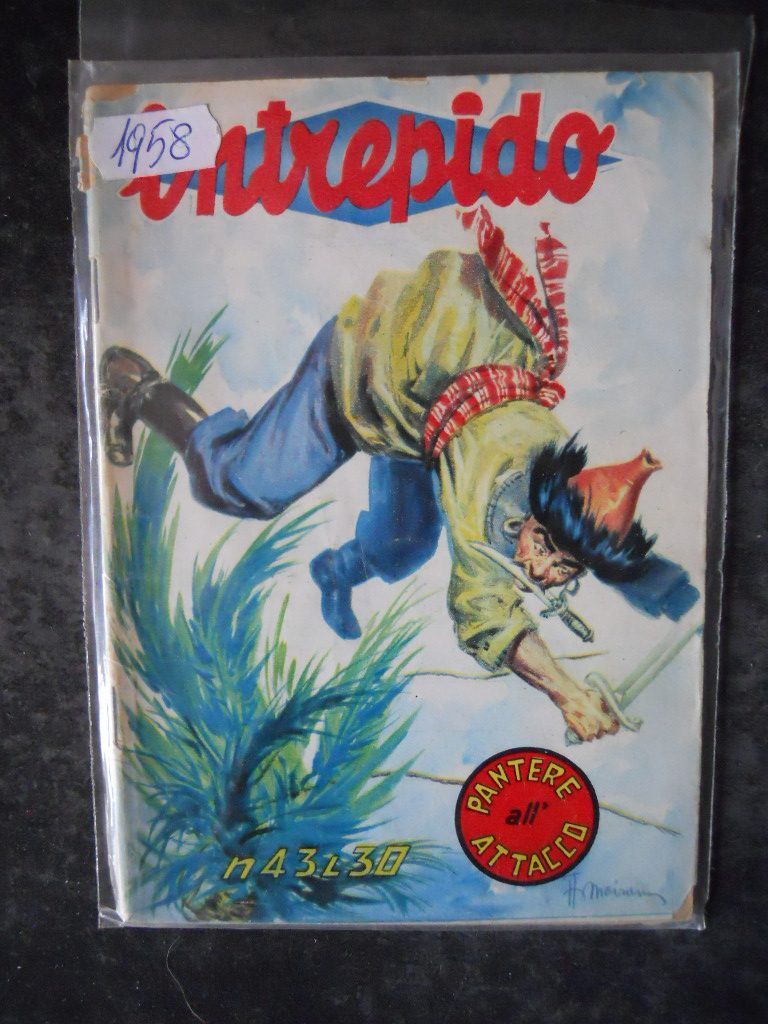 1958
intrepido
PANTERE
all'
ATTACCO
n 43 L 30